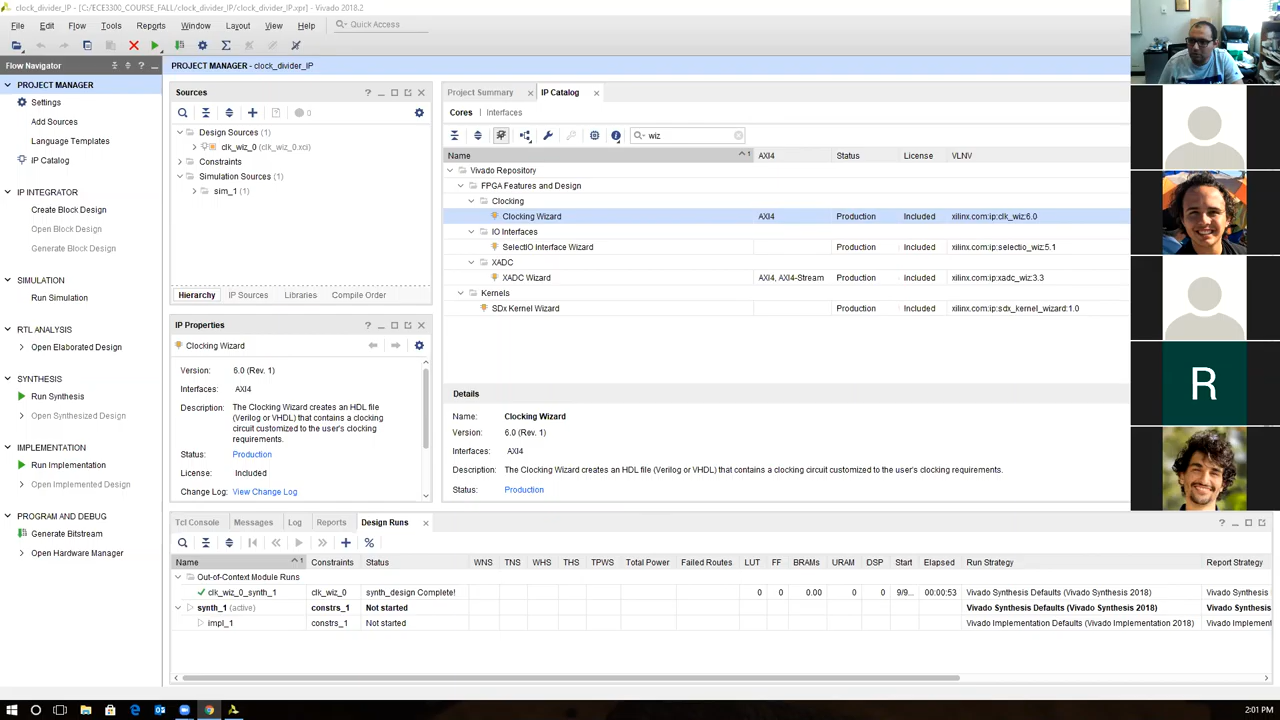 clock_divider_IP - [C:/ECE3300_COURSE_FALL/clock_divider_IP/clock_divider_IP.xpr] - Vivado 2018.2
File Edit Flow Tools Reports Window Layout View Help Quick Access
Flow Navigator
PROJECT MANAGER - clock_divider_IP
PROJECT MANAGER
Settings
Add Sources
Language Templates
IP Catalog
IP INTEGRATOR
Create Block Design
Open Block Design
Generate Block Design
SIMULATION
Run Simulation
RTL ANALYSIS
Open Elaborated Design
SYNTHESIS
Run Synthesis
Open Synthesized Design
IMPLEMENTATION
Run Implementation
Open Implemented Design
PROGRAM AND DEBUG
Generate Bitstream
Open Hardware Manager
Sources
Design Sources (1)
clk_wiz_0 (clk_wiz_0.xci)
Constraints
Simulation Sources (1)
sim_1 (1)
Hierarchy IP Sources Libraries Compile Order
IP Properties
Clocking Wizard
Version: 6.0 (Rev. 1)
Interfaces: AXI4
Description: The Clocking Wizard creates an HDL file
(Verilog or VHDL) that contains a clocking
circuit customized to the user's clocking
requirements.
Status: Production
License: Included
Change Log: View Change Log
Project Summary IP Catalog
Cores Interfaces
wiz
Name 1 AXI4 Status License VLNV
Vivado Repository
FPGA Features and Design
Clocking
Clocking Wizard AXI4 Production Included xilinx.com:ip:clk_wiz:6.0
IO Interfaces
SelectIO Interface Wizard Production Included xilinx.com:ip:selectio_wiz:5.1
XADC
XADC Wizard AXI4, AXI4-Stream Production Included xilinx.com:ip:xadc_wiz:3.3
Kernels
SDx Kernel Wizard Production Included xilinx.com:ip:sdx_kernel_wizard:1.0
Details
Name: Clocking Wizard
Version: 6.0 (Rev. 1)
Interfaces: AXI4
Description: The Clocking Wizard creates an HDL file (Verilog or VHDL) that contains a clocking circuit customized to the user's clocking requirements.
Status: Production
R
Tcl Console Messages Log Reports Design Runs
Name 1 Constraints Status WNS TNS WHS THS TPWS Total Power Failed Routes LUT FF BRAMs URAM DSP Start Elapsed Run Strategy Report Strategy
Out-of-Context Module Runs
clk_wiz_0_synth_1 clk_wiz_0 synth_design Complete! 0 0 0.00 0 0 9/9... 00:00:53 Vivado Synthesis Defaults (Vivado Synthesis 2018) Vivado Synthesis
synth_1 (active) constrs_1 Not started Vivado Synthesis Defaults (Vivado Synthesis 2018) Vivado Synthesis
impl_1 constrs_1 Not started Vivado Implementation Defaults (Vivado Implementation 2018) Vivado Implement
2:01 PM